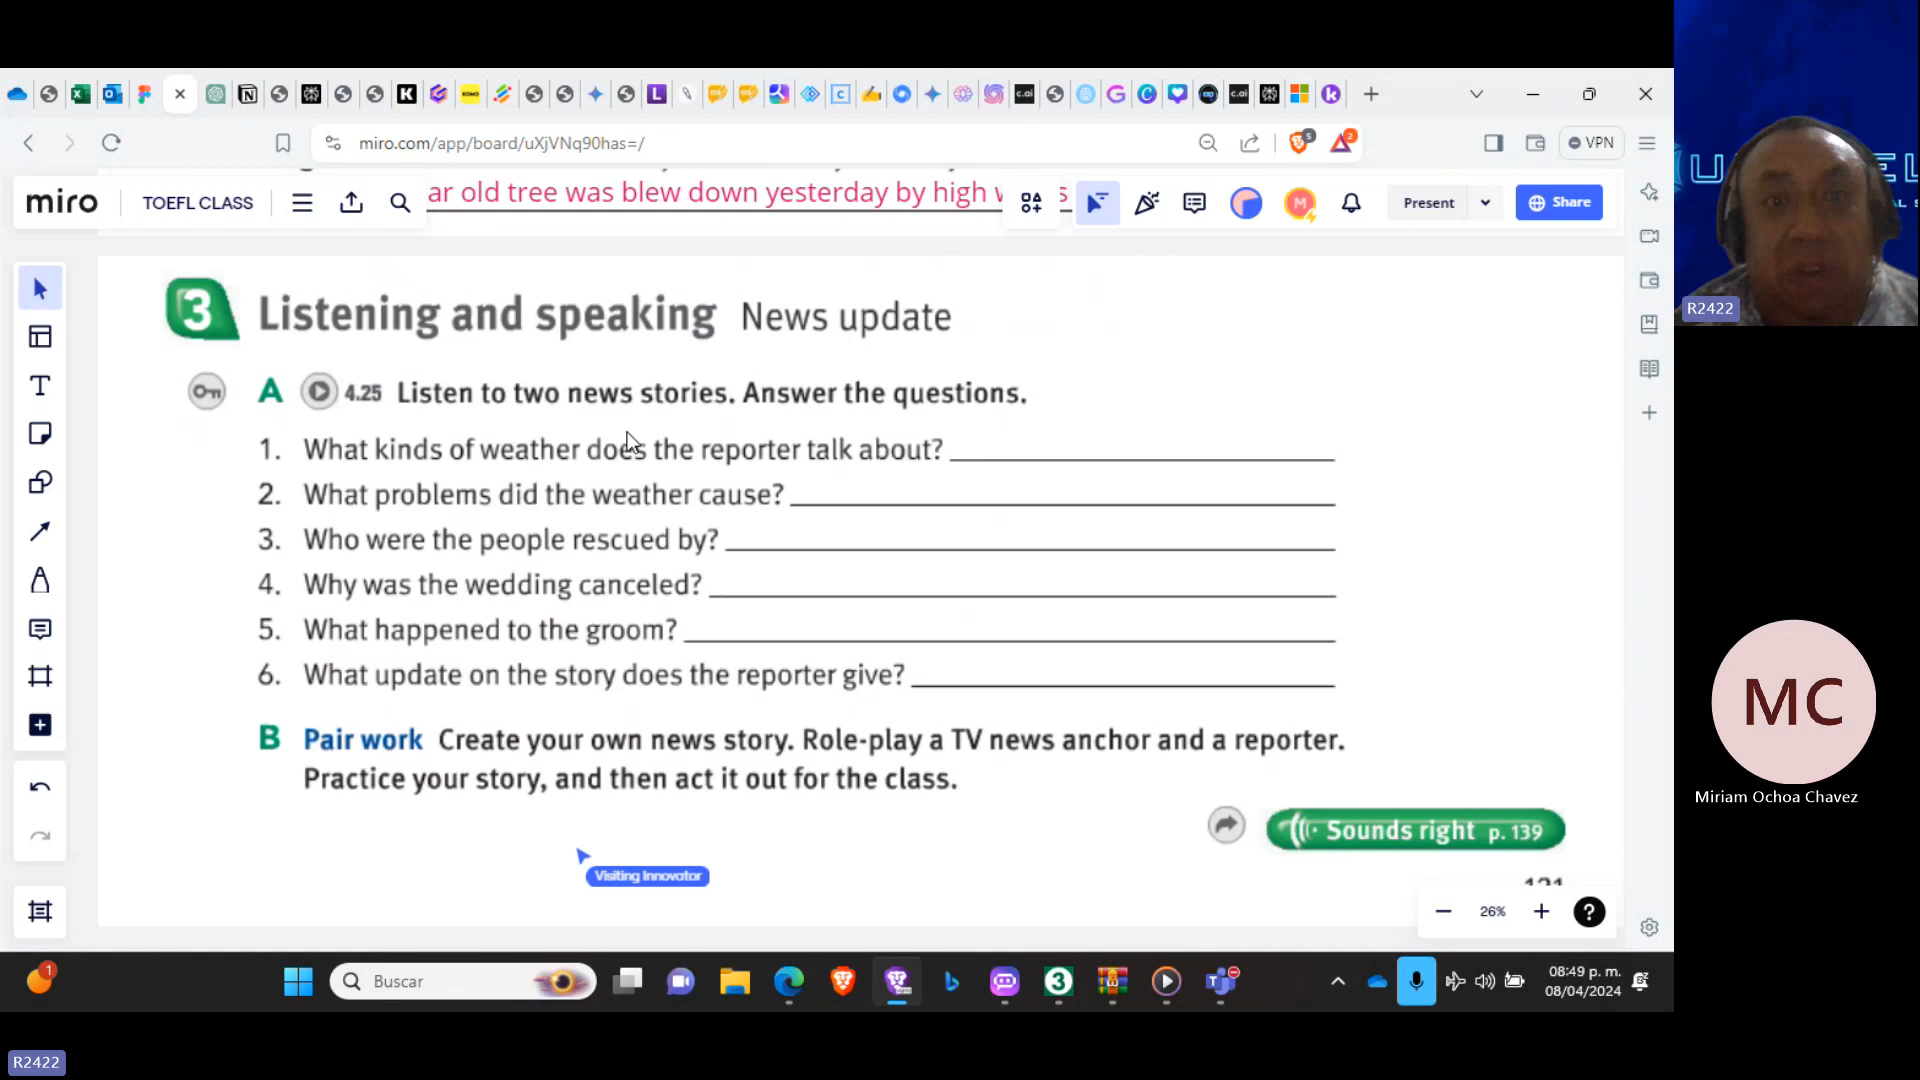 miro.com/app/board/uXjVNq90has=/
VPN
miro
TOEFL CLASS
ar old tree was blew down yesterday by high w
s
M
Present
Share
3 Listening and speaking News update
A 4.25 Listen to two news stories. Answer the questions.
1. What kinds of weather does the reporter talk about?
2. What problems did the weather cause?
3. Who were the people rescued by?
4. Why was the wedding canceled?
5. What happened to the groom?
6. What update on the story does the reporter give?
B Pair work Create your own news story. Role-play a TV news anchor and a reporter.
Practice your story, and then act it out for the class.
Sounds right p. 139
Visiting Innovator
26%
1
Buscar
08:49 p. m.
08/04/2024
R2422
MC
Miriam Ochoa Chavez
R2422